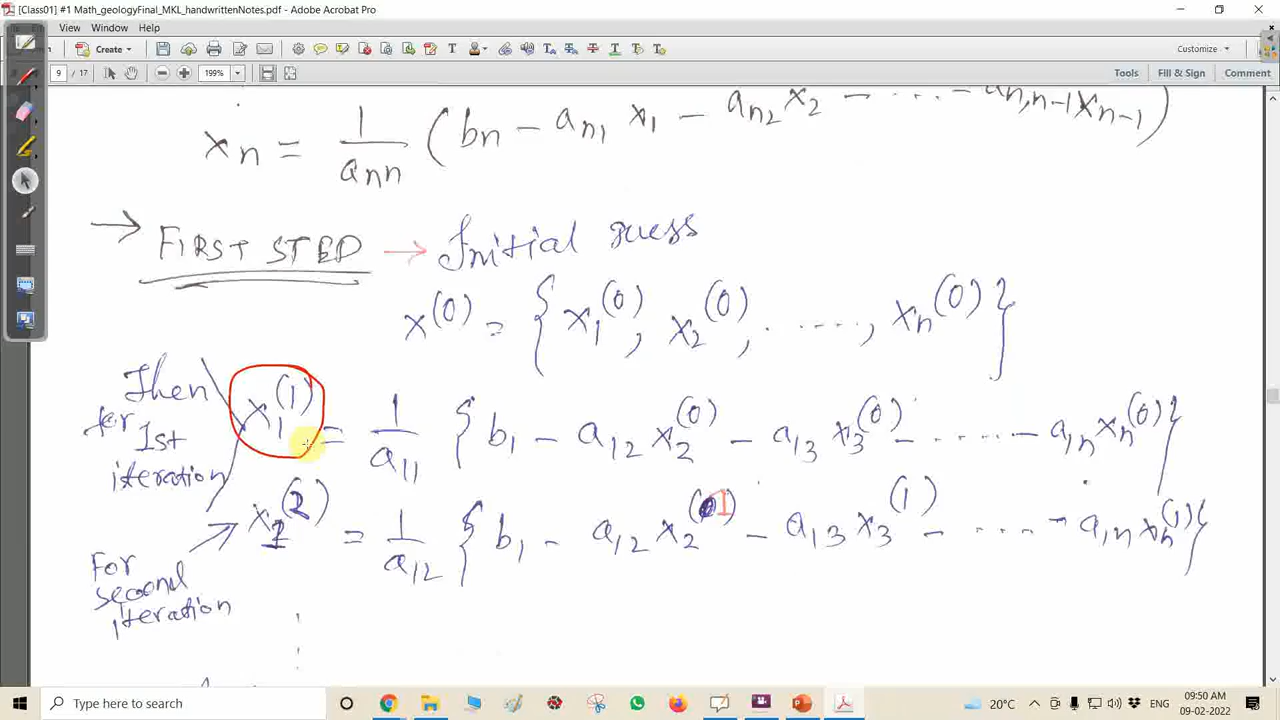 [Class01] #1 Math_geologyFinal_MKL_handwrittenNotes.pdf - Adobe Acrobat Pro
View Window Help
Create
9 / 17 199% Customize
Tools Fill & Sign Comment
xn = 1/ann (bn - an1 x1 - an2 x2 - ... - an,n-1 xn-1)
→ FIRST STEP → Initial guess
x^(0) = {x1^(0), x2^(0), ....., xn^(0)}
Then for 1st iteration x1^(1) = 1/a11 {b1 - a12 x2^(0) - a13 x3^(0) - ..... - a1n xn^(0)}
For second iteration → = 1/a12 {b1 - a12 x2^(1) - a13 x3^(1) - .... - a1n xn^(1)}
Type here to search
20°C ENG 09:50 AM
09-02-2022